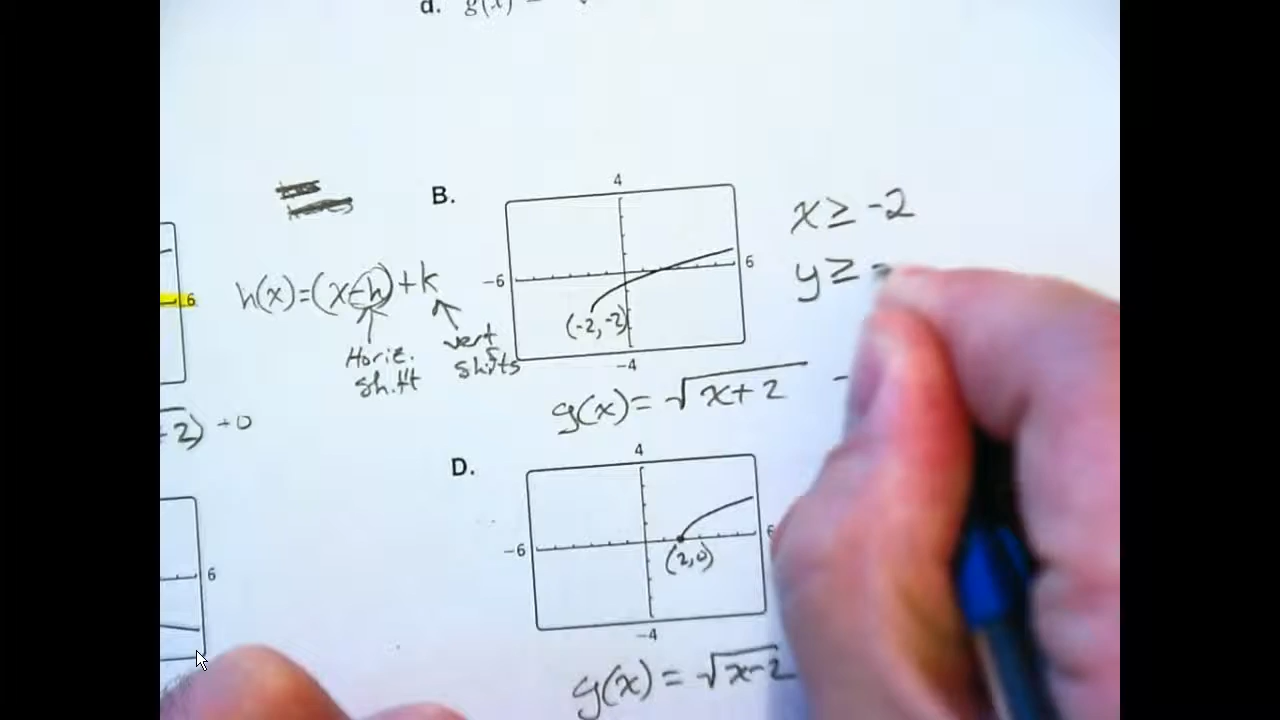 d. g(x) =
B.
4
-6
6
-4
(-2, -2)
x ≥ -2
y ≥ -
6
h(x) = (x-h) + k
Horiz. shift
vert shifts
-2) + 0
g(x) = √x+2 -
D.
4
-6
6
-4
(2,0)
6
g(x) = √x-2